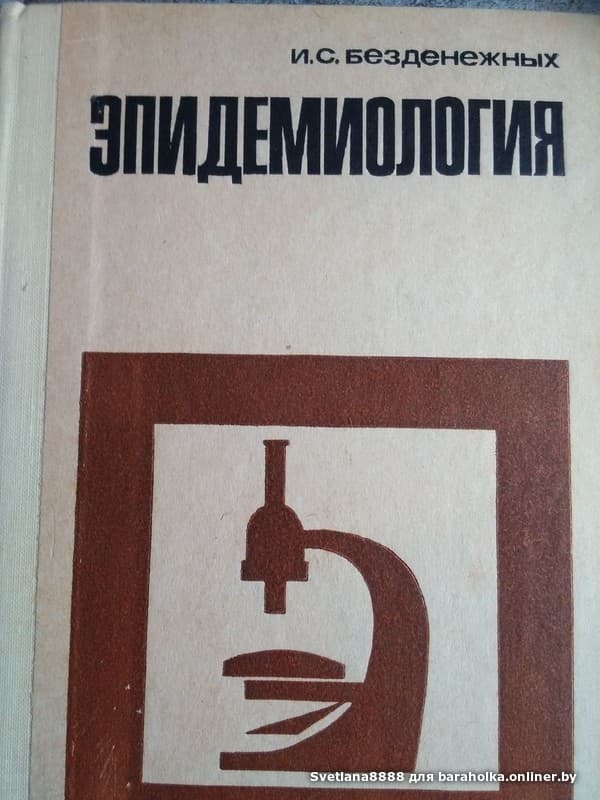 И.С. Безденежных
ЭПИДЕМИОЛОГИЯ
Svetlana8888 для baraholka.onliner.by